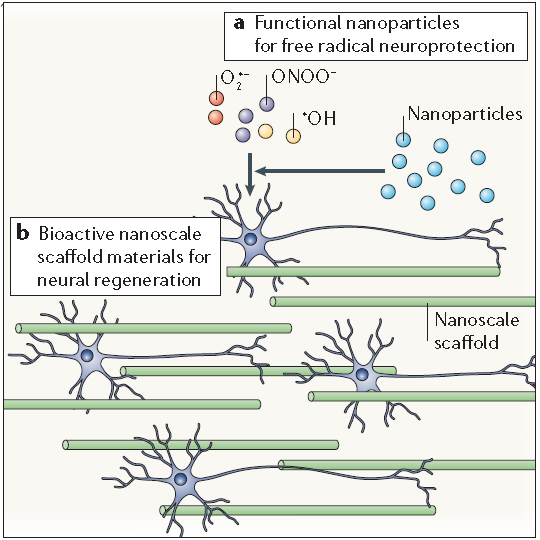 a Functional nanoparticles
for free radical neuroprotection
O₂•−
ONOO−
•OH
Nanoparticles
b Bioactive nanoscale
scaffold materials for
neural regeneration
Nanoscale
scaffold